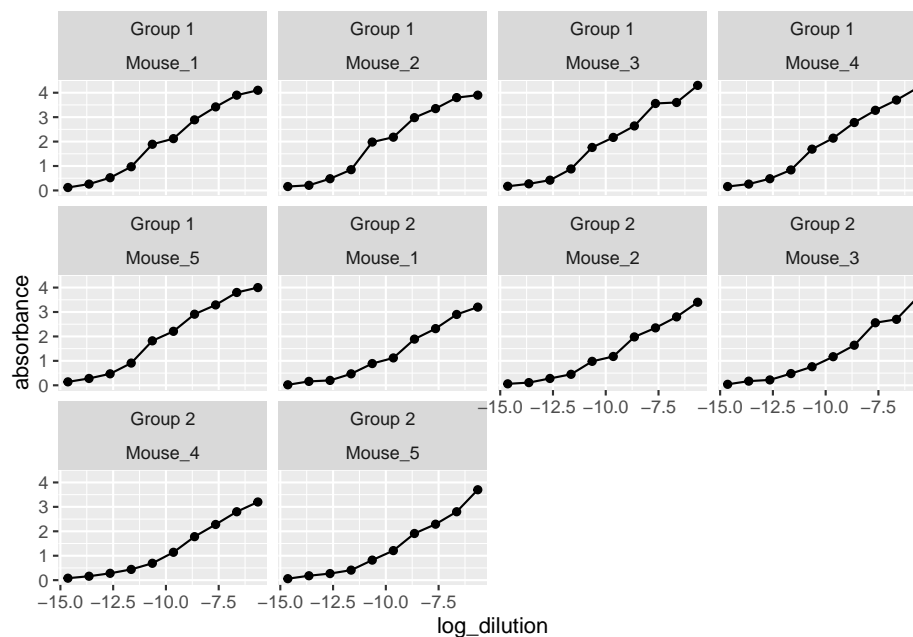 Group 1 Group 1 Group 1 Group 1
Mouse_1 Mouse_2 Mouse_3 Mouse_4
4
3
2
1
0
Group 1 Group 2 Group 2 Group 2
Mouse_5 Mouse_1 Mouse_2 Mouse_3
4
3
2
1
0
absorbance
−15.0 −12.5 −10.0 −7.5 −15.0 −12.5 −10.0 −7.5
Group 2 Group 2
Mouse_4 Mouse_5
4
3
2
1
0
−15.0 −12.5 −10.0 −7.5 −15.0 −12.5 −10.0 −7.5
log_dilution